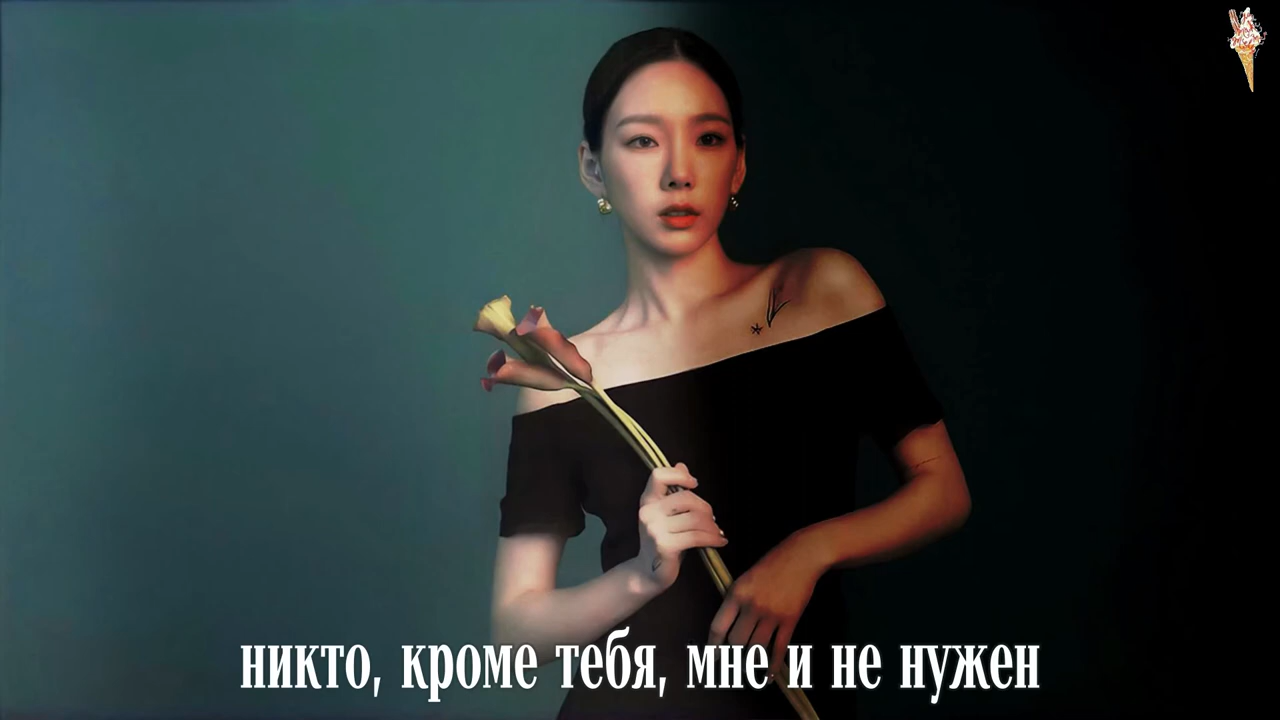 никто, кроме тебя, мне и не нужен